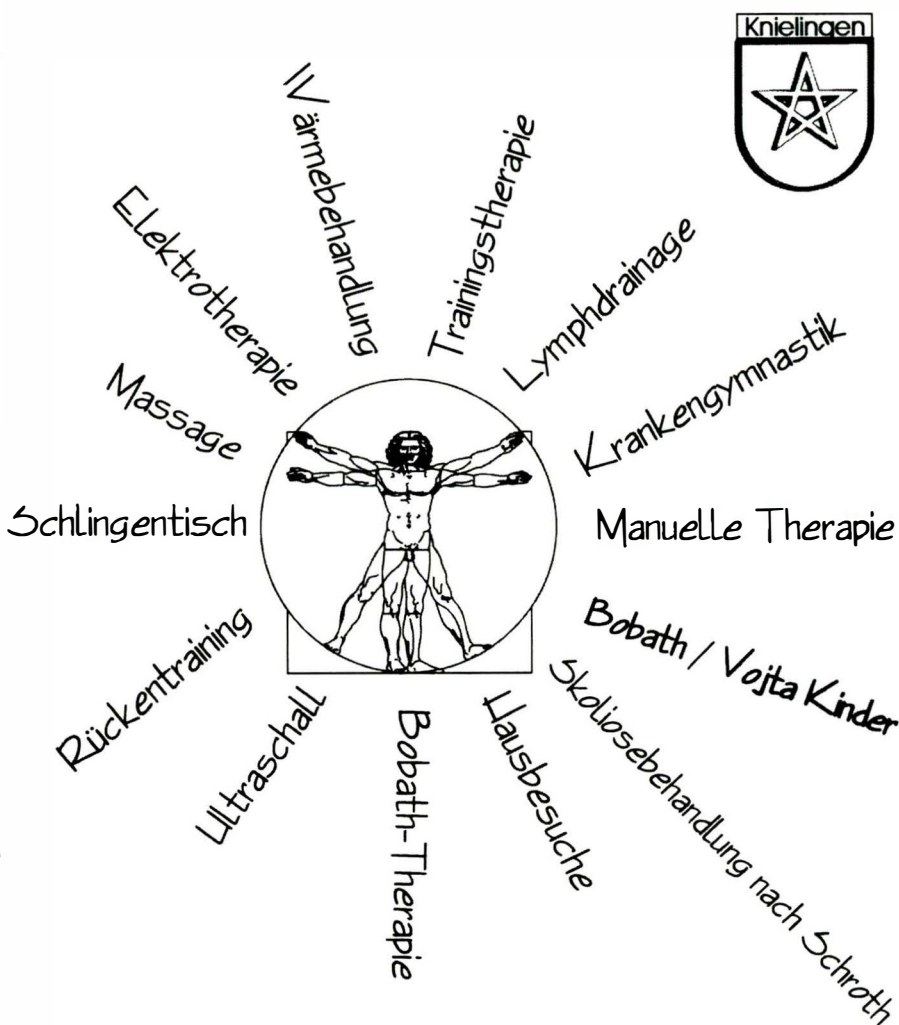 Knielingen
Wärmebehandlung
Trainingstherapie
Lymphdrainage
Krankengymnastik
Manuelle Therapie
Bobath / Vojta Kinder
Skoliosebehandlung nach Schroth
Hausbesuche
Bobath-Therapie
Ultraschall
Rückentraining
Schlingentisch
Massage
Elektrotherapie